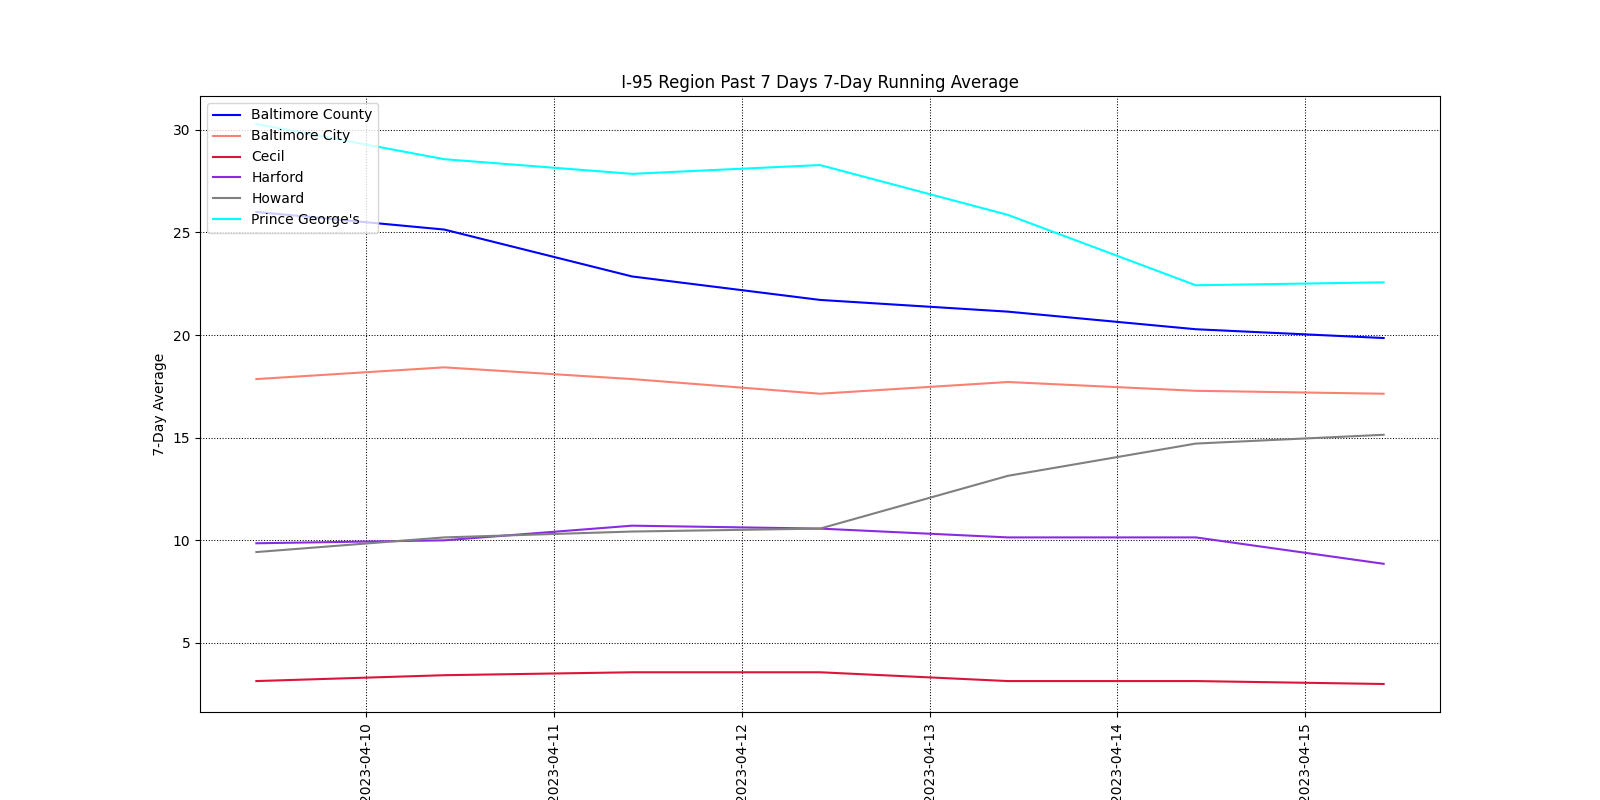 I-95 Region Past 7 Days 7-Day Running Average
Baltimore County
Baltimore City
Cecil
Harford
Howard
Prince George's
30
25
20
15
10
5
7-Day Average
2023-04-10
2023-04-11
2023-04-12
2023-04-13
2023-04-14
2023-04-15